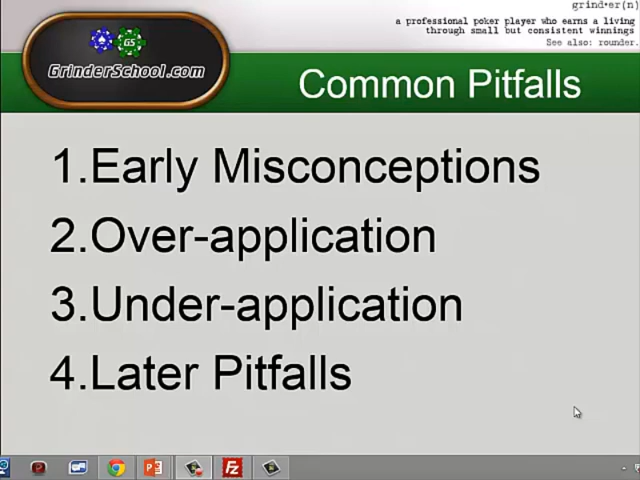 grind•er(n)
a professional poker player who earns a living
through small but consistent winnings
See also: rounder.
GS
GrinderSchool.com
Common Pitfalls
1.Early Misconceptions
2.Over-application
3.Under-application
4.Later Pitfalls